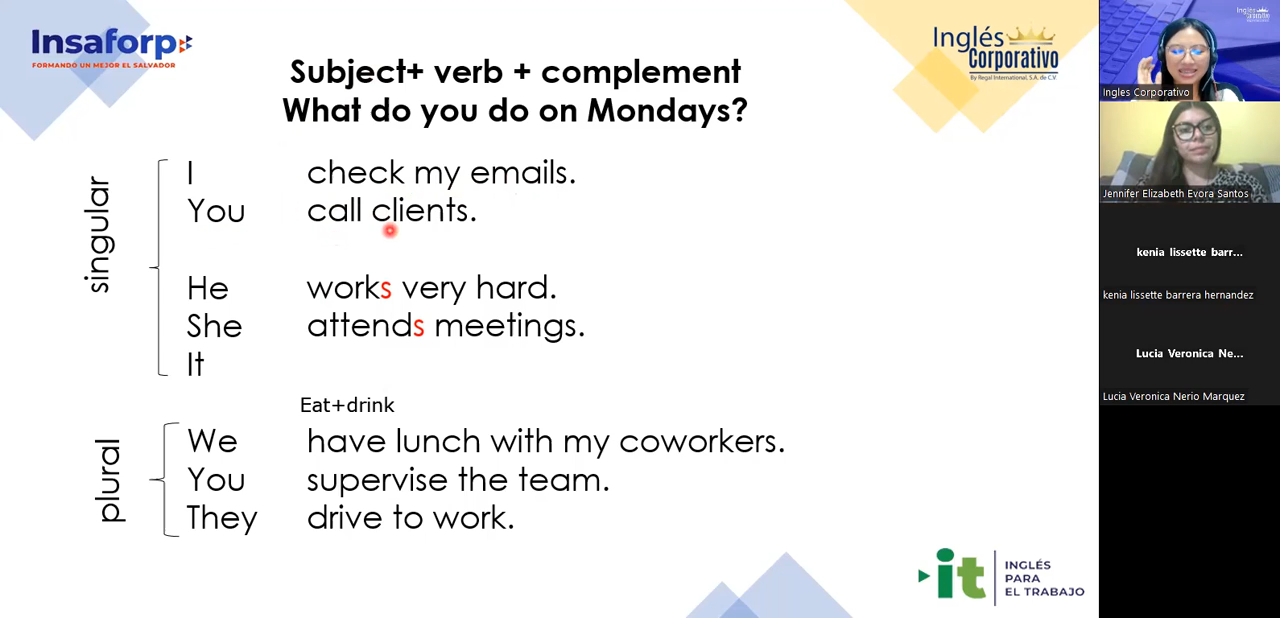 Insaforp
FORMANDO UN MEJOR EL SALVADOR
Inglés
Corporativo
By Regal International, S.A. de C.V.
Subject+ verb + complement
What do you do on Mondays?
singular
I check my emails.
You call clients.
He works very hard.
She attends meetings.
It
Eat+drink
plural
We have lunch with my coworkers.
You supervise the team.
They drive to work.
it
INGLÉS
PARA
EL TRABAJO
Ingles Corporativo
Jennifer Elizabeth Evora Santos
kenia lissette barr...
kenia lissette barrera hernandez
Lucia Veronica Ne...
Lucia Veronica Nerio Marquez